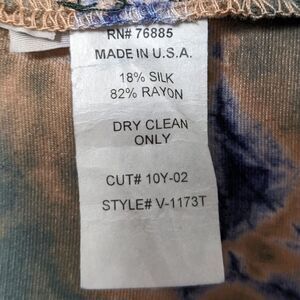 RN# 76885
MADE IN U.S.A.
18% SILK
82% RAYON
DRY CLEAN
ONLY
CUT# 10Y-02
STYLE# V-1173T